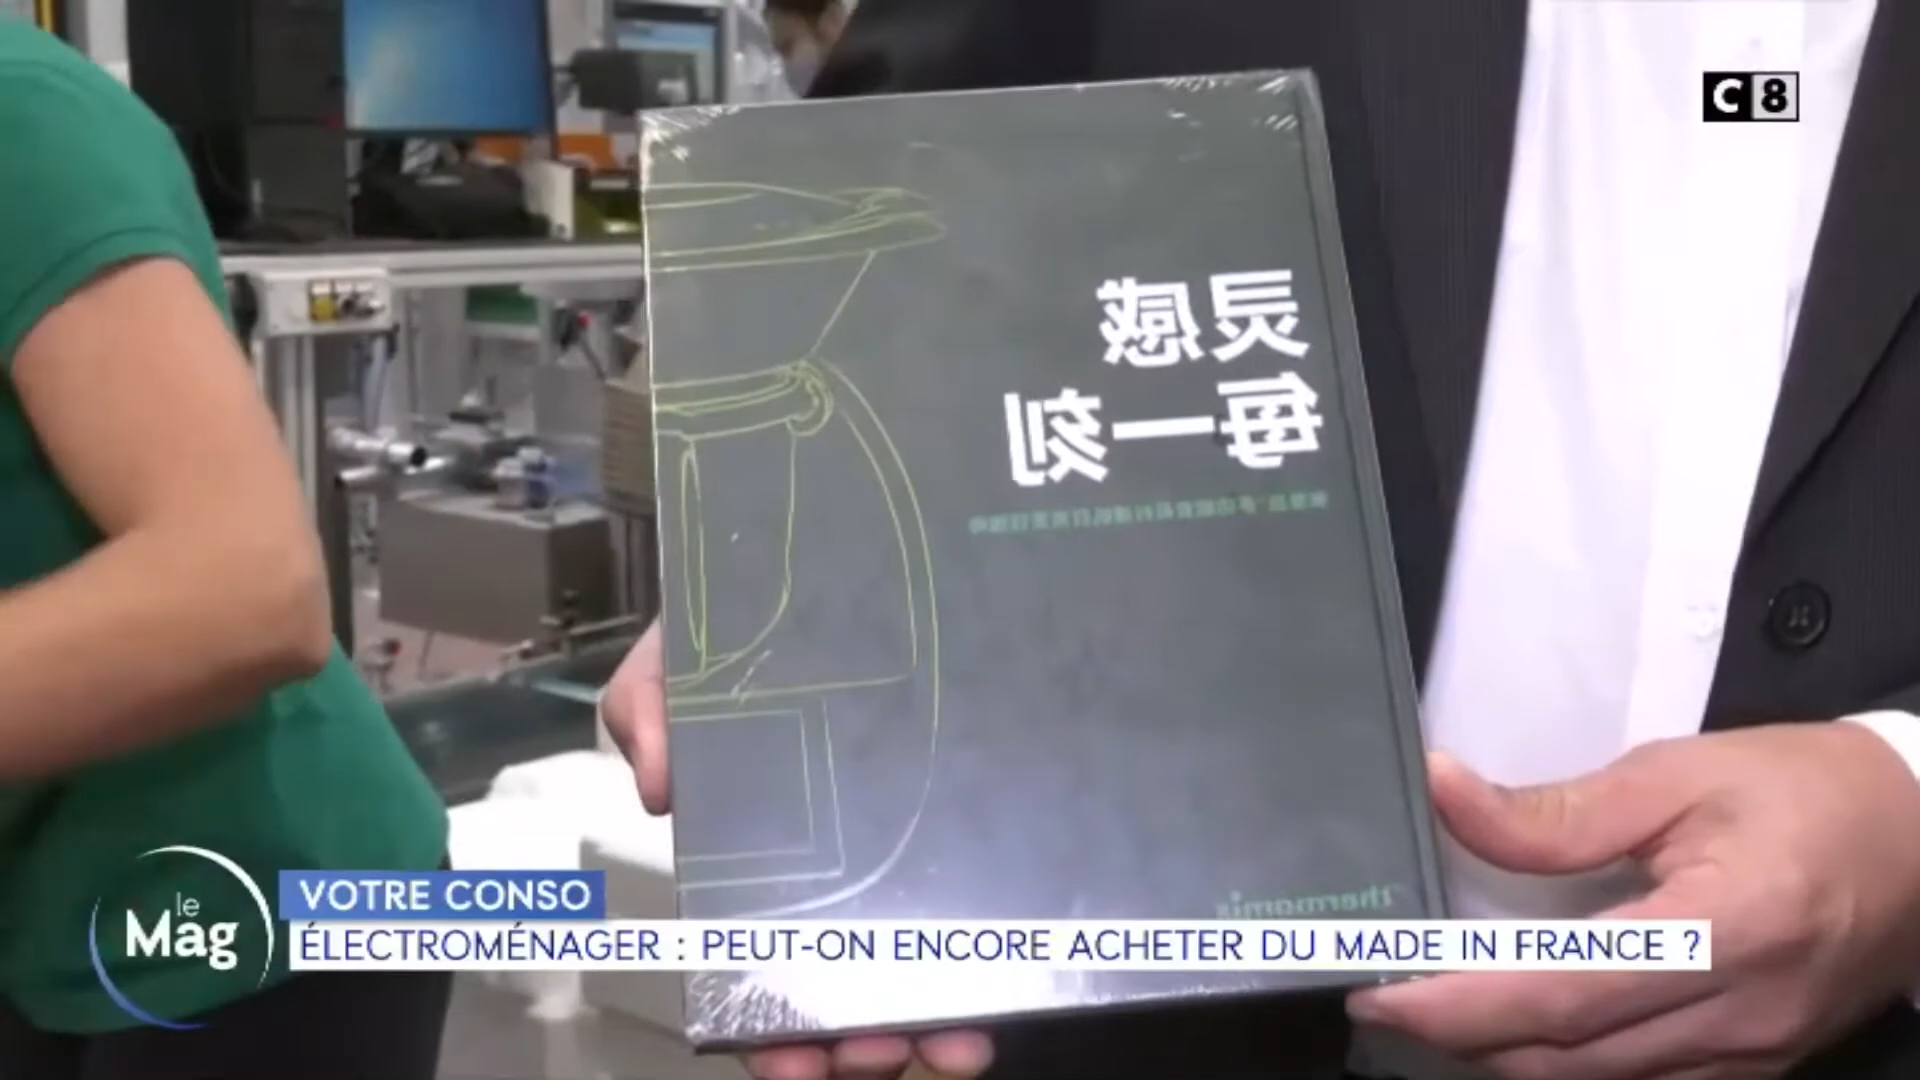 C8
灵感
每一刻
thermomix
le
Mag
VOTRE CONSO
ÉLECTROMÉNAGER : PEUT-ON ENCORE ACHETER DU MADE IN FRANCE ?